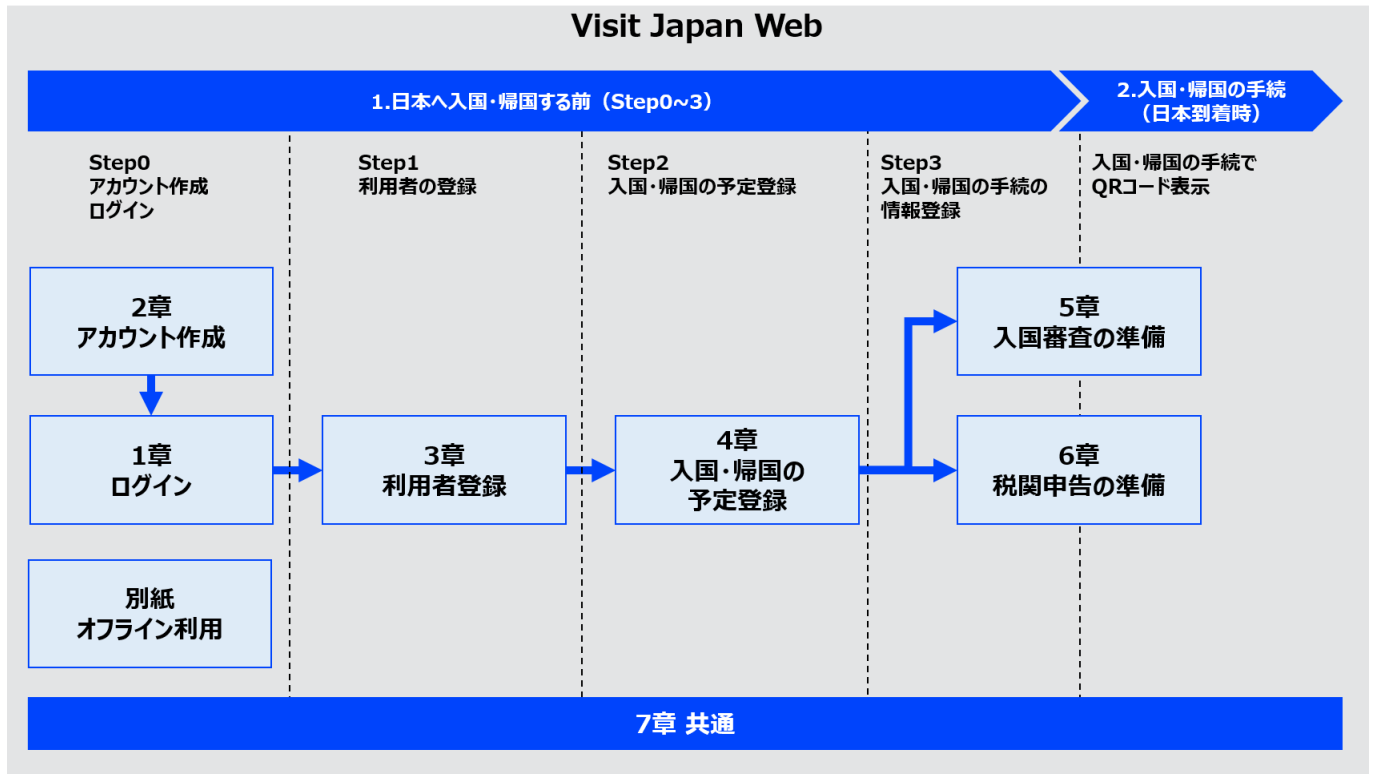 Visit Japan Web
1.日本へ入国・帰国する前（Step0~3）
2.入国・帰国の手続
（日本到着時）
Step0
アカウント作成
ログイン
Step1
利用者の登録
Step2
入国・帰国の予定登録
Step3
入国・帰国の手続の
情報登録
入国・帰国の手続で
QRコード表示
2章
アカウント作成
5章
入国審査の準備
1章
ログイン
3章
利用者登録
4章
入国・帰国の
予定登録
6章
税関申告の準備
別紙
オフライン利用
7章 共通